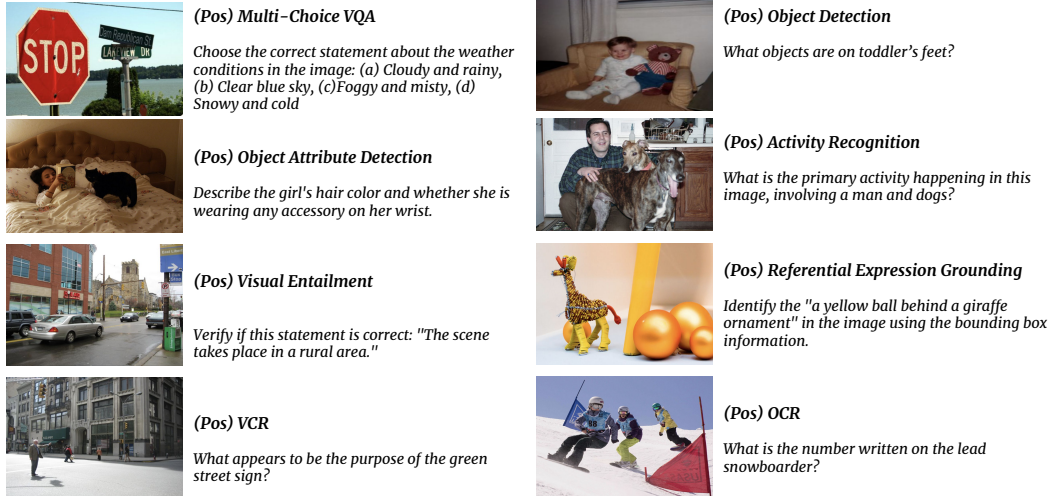 STOP
Dam Republicam St
LAKEVIEW DR
(Pos) Multi-Choice VQA
Choose the correct statement about the weather
conditions in the image: (a) Cloudy and rainy,
(b) Clear blue sky, (c)Foggy and misty, (d)
Snowy and cold
(Pos) Object Attribute Detection
Describe the girl's hair color and whether she is
wearing any accessory on her wrist.
(Pos) Visual Entailment
Verify if this statement is correct: "The scene
takes place in a rural area."
(Pos) VCR
What appears to be the purpose of the green
street sign?
(Pos) Object Detection
What objects are on toddler’s feet?
(Pos) Activity Recognition
What is the primary activity happening in this
image, involving a man and dogs?
(Pos) Referential Expression Grounding
Identify the "a yellow ball behind a giraffe
ornament" in the image using the bounding box
information.
(Pos) OCR
What is the number written on the lead
snowboarder?